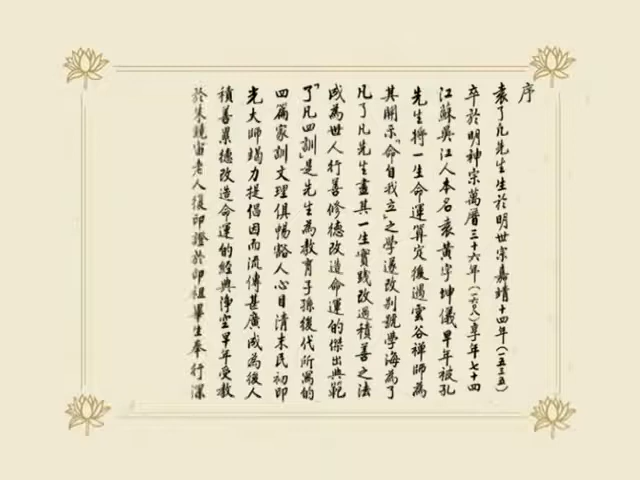 序
袁了凡先生生於明世宗嘉靖十四年(一五三五)
卒於明神宗萬曆三十六年(一六〇八)享年七十四
江蘇吳江人本名袁黃字坤儀早年被孔
先生將一生命運算定後遇雲谷禪師為
其開示「命自我立」之學遂改別號學海為了
凡了凡先生盡其一生實踐改過積善之法
成為世人行善修德改造命運的傑出典範
「了凡四訓」是先生為教育子孫後代所寫的
四篇家訓文理俱暢豁人心目清末民初印
光大師竭力提倡因而流傳甚廣成為後人
積善累德改造命運的經典淨空早年受教
於朱鏡宙老人復印證於印祖畢生奉行深